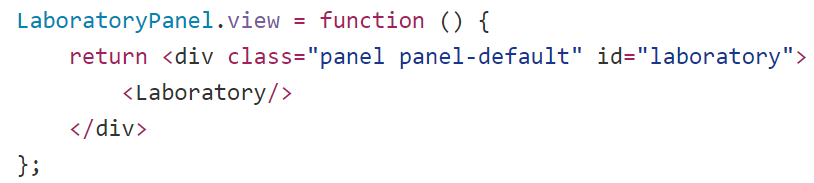 LaboratoryPanel.view = function () {
    return <div class="panel panel-default" id="laboratory">
        <Laboratory/>
    </div>
};